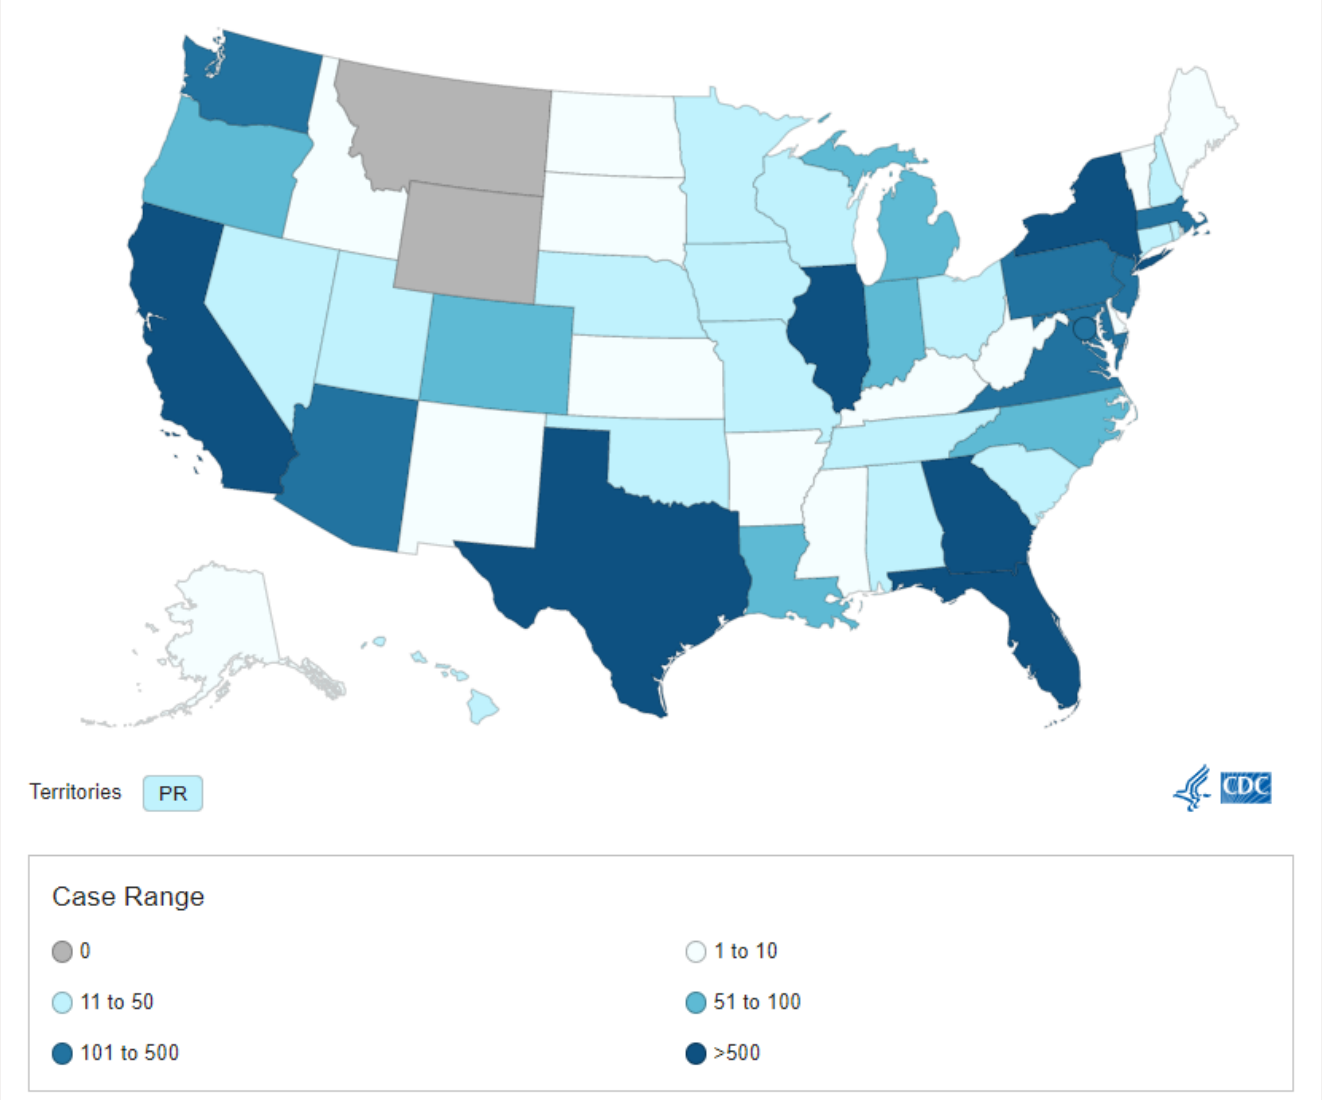 Territories PR
CDC
Case Range
0
1 to 10
11 to 50
51 to 100
101 to 500
>500